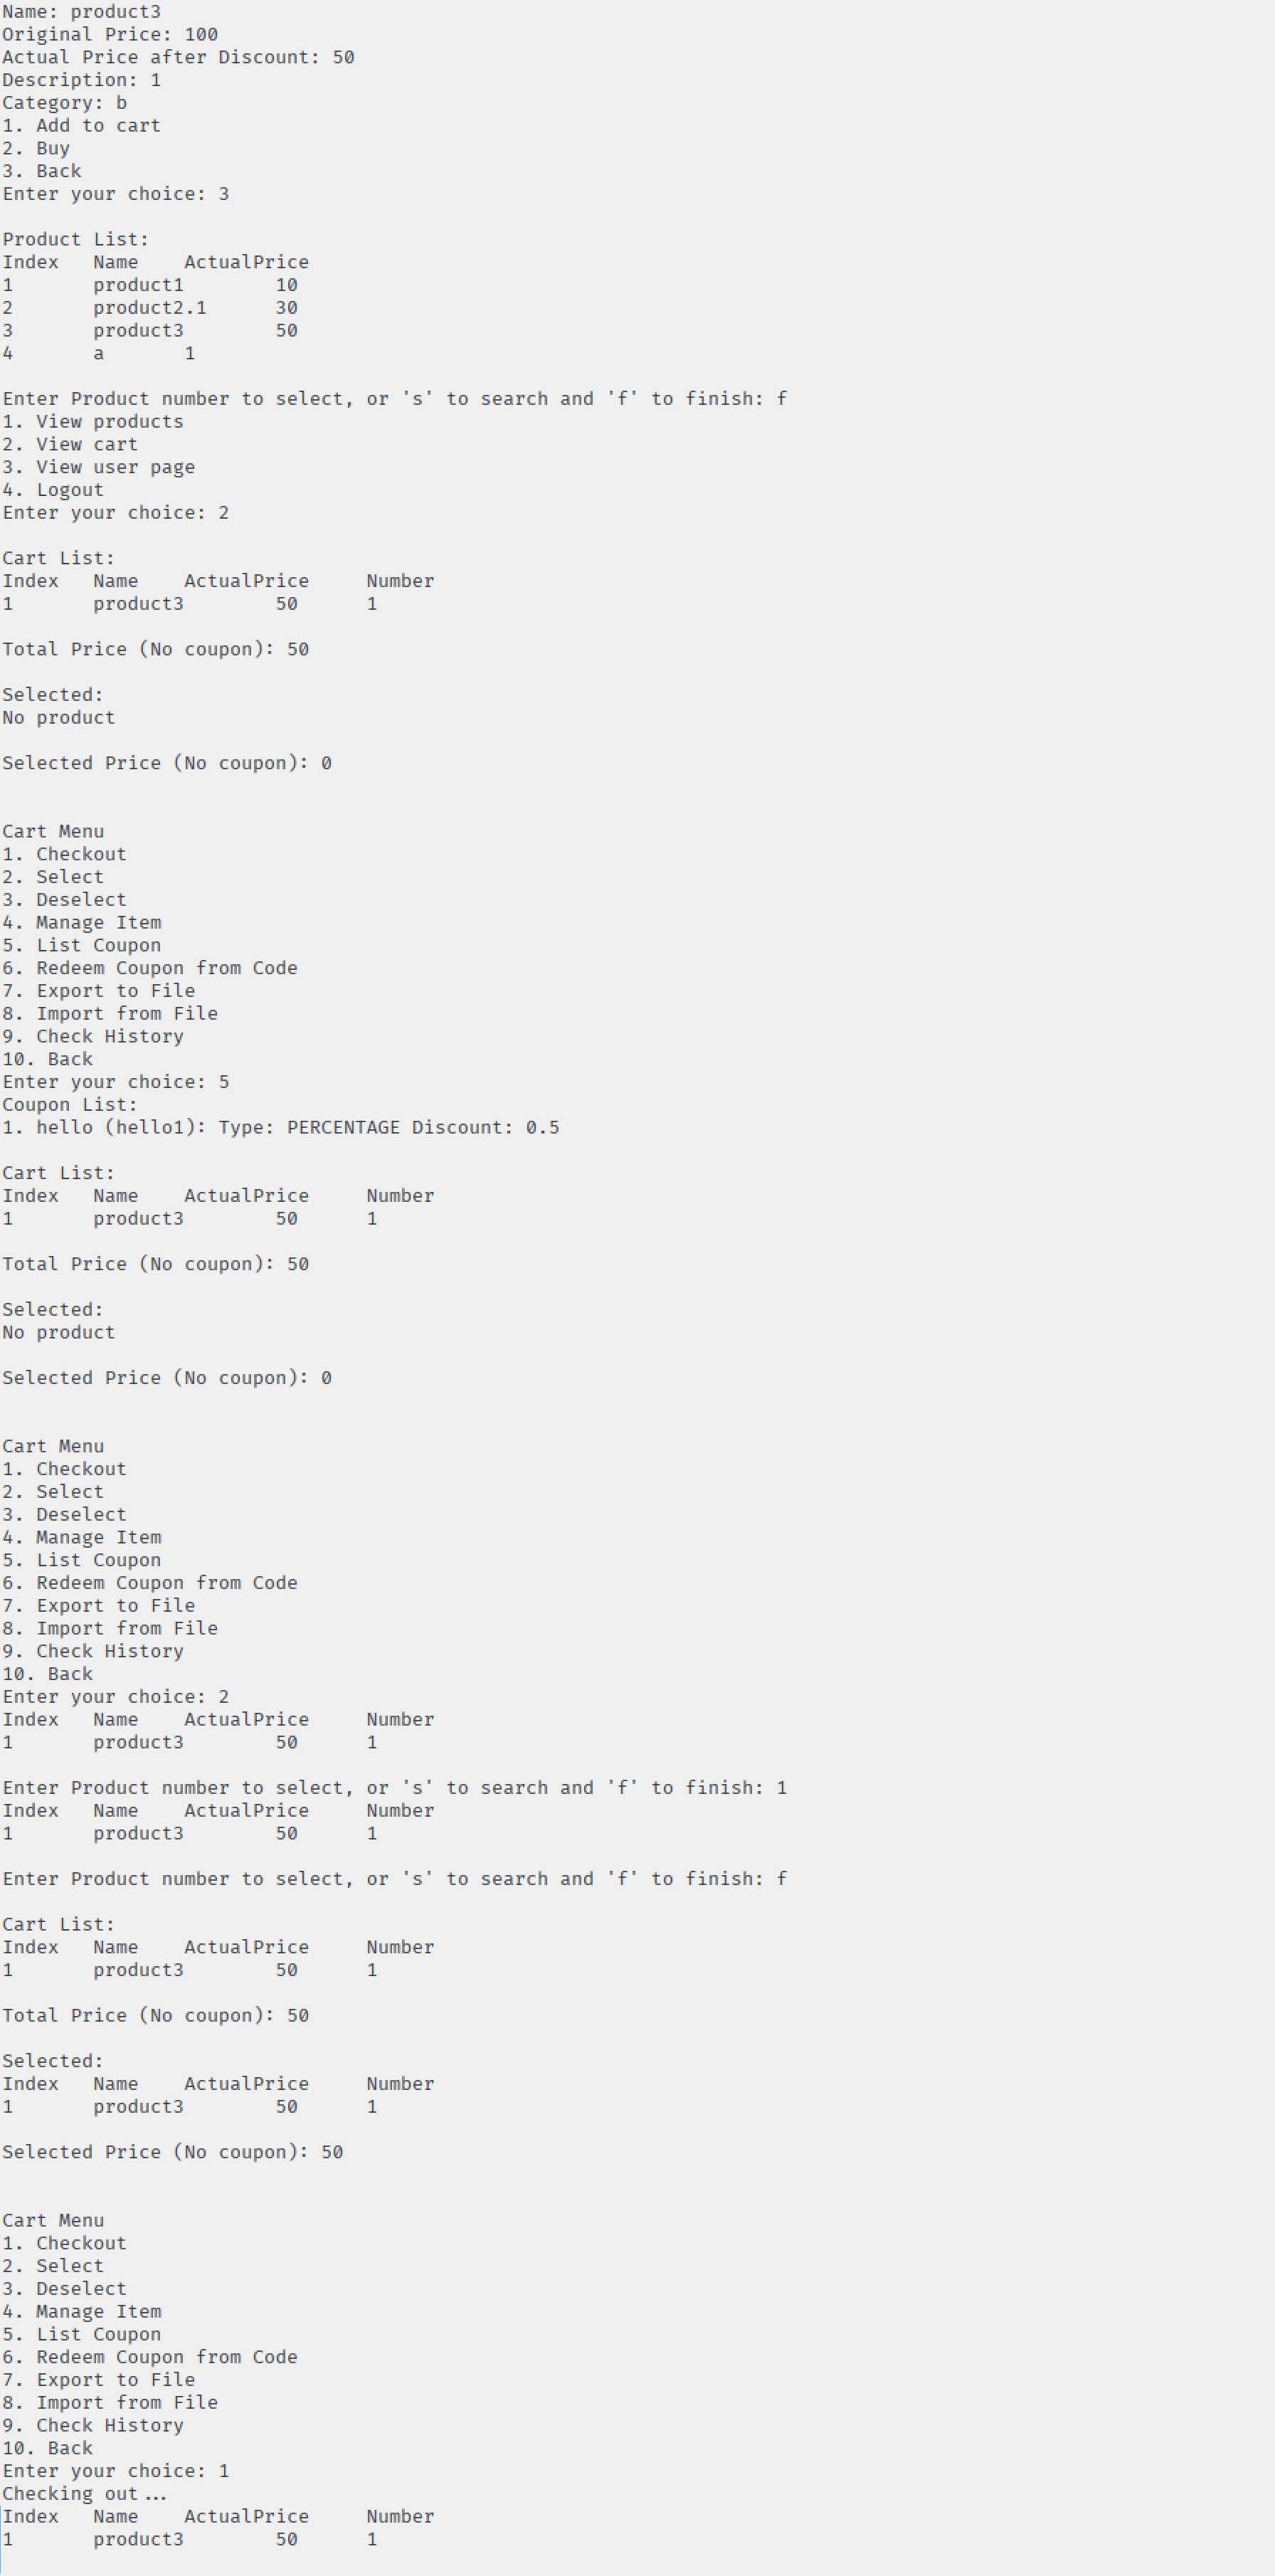 Name: product3
Original Price: 100
Actual Price after Discount: 50
Description: 1
Category: b
1. Add to cart
2. Buy
3. Back
Enter your choice: 3
Product List:
Index Name ActualPrice
1 product1 10
2 product2.1 30
3 product3 50
4 a 1
Enter Product number to select, or 's' to search and 'f' to finish: f
1. View products
2. View cart
3. View user page
4. Logout
Enter your choice: 2
Cart List:
Index Name ActualPrice Number
1 product3 50 1
Total Price (No coupon): 50
Selected:
No product
Selected Price (No coupon): 0
Cart Menu
1. Checkout
2. Select
3. Deselect
4. Manage Item
5. List Coupon
6. Redeem Coupon from Code
7. Export to File
8. Import from File
9. Check History
10. Back
Enter your choice: 5
Coupon List:
1. hello (hello1): Type: PERCENTAGE Discount: 0.5
Cart List:
Index Name ActualPrice Number
1 product3 50 1
Total Price (No coupon): 50
Selected:
No product
Selected Price (No coupon): 0
Cart Menu
1. Checkout
2. Select
3. Deselect
4. Manage Item
5. List Coupon
6. Redeem Coupon from Code
7. Export to File
8. Import from File
9. Check History
10. Back
Enter your choice: 2
Index Name ActualPrice Number
1 product3 50 1
Enter Product number to select, or 's' to search and 'f' to finish: 1
Index Name ActualPrice Number
1 product3 50 1
Enter Product number to select, or 's' to search and 'f' to finish: f
Cart List:
Index Name ActualPrice Number
1 product3 50 1
Total Price (No coupon): 50
Selected:
Index Name ActualPrice Number
1 product3 50 1
Selected Price (No coupon): 50
Cart Menu
1. Checkout
2. Select
3. Deselect
4. Manage Item
5. List Coupon
6. Redeem Coupon from Code
7. Export to File
8. Import from File
9. Check History
10. Back
Enter your choice: 1
Checking out...
Index Name ActualPrice Number
1 product3 50 1